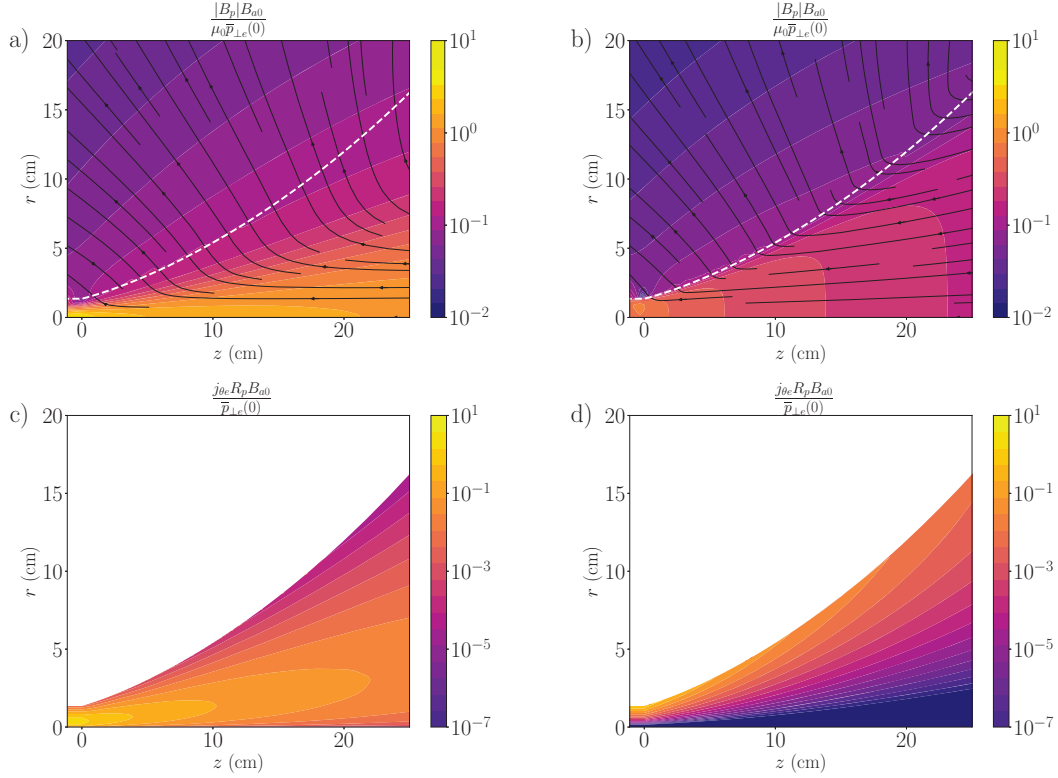 a)
|B_p|B_{a0}
μ_0 p̅_{⊥e}(0)
20
15
10
5
0
r (cm)
0
10
20
z (cm)
10^1
10^0
10^{-1}
10^{-2}
b)
|B_p|B_{a0}
μ_0 p̅_{⊥e}(0)
20
15
10
5
0
r (cm)
0
10
20
z (cm)
10^1
10^0
10^{-1}
10^{-2}
c)
j_{θe} R_p B_{a0}
p̅_{⊥e}(0)
20
15
10
5
0
r (cm)
0
10
20
z (cm)
10^1
10^{-1}
10^{-3}
10^{-5}
10^{-7}
d)
j_{θe} R_p B_{a0}
p̅_{⊥e}(0)
20
15
10
5
0
r (cm)
0
10
20
z (cm)
10^1
10^{-1}
10^{-3}
10^{-5}
10^{-7}